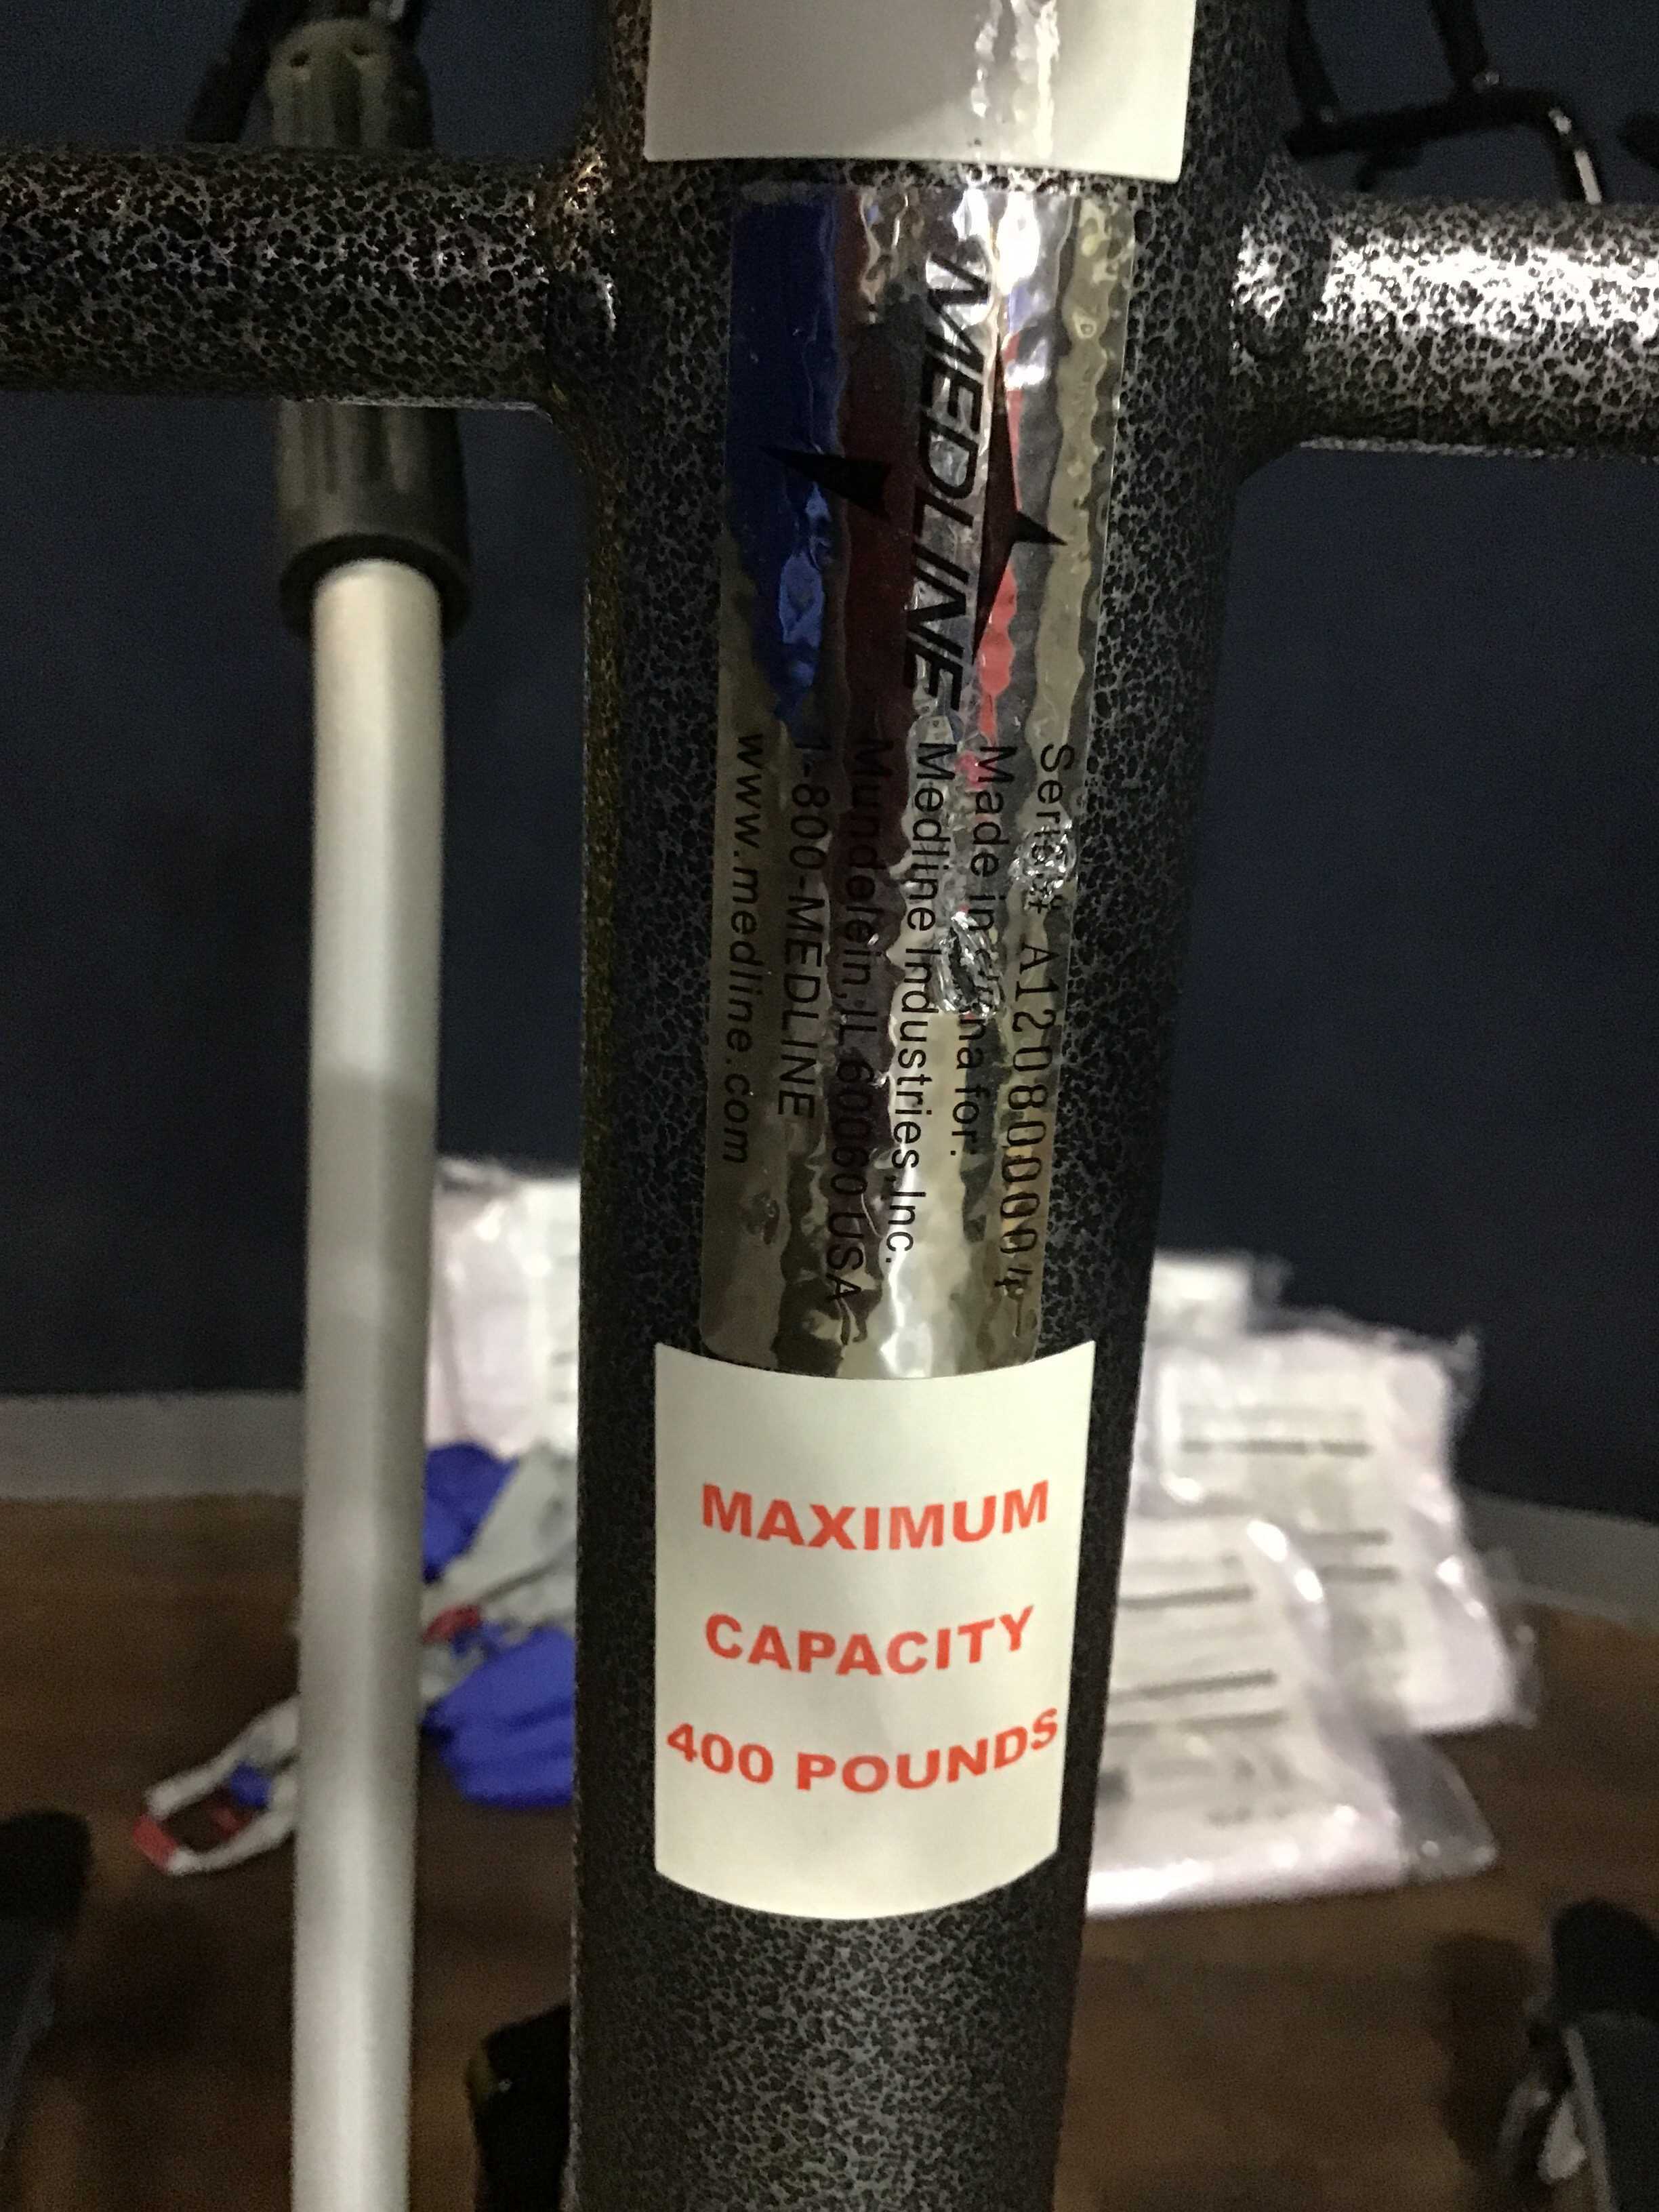 MEDLINE
Serial# A1208000004
Made in China for:
Medline Industries, Inc.
Mundelein, IL 60060 USA
1-800-MEDLINE
www.medline.com
MAXIMUM
CAPACITY
400 POUNDS